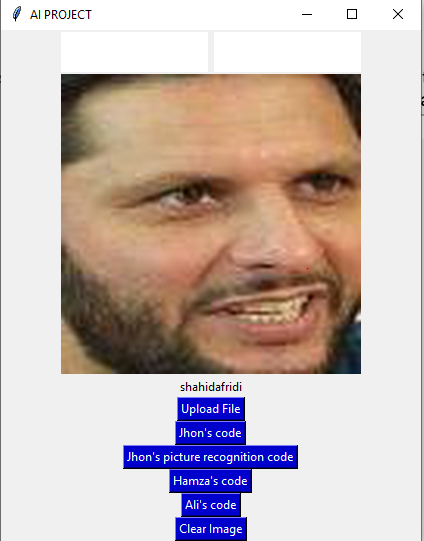 AI PROJECT
shahidafridi
Upload File
Jhon's code
Jhon's picture recognition code
Hamza's code
Ali's code
Clear Image